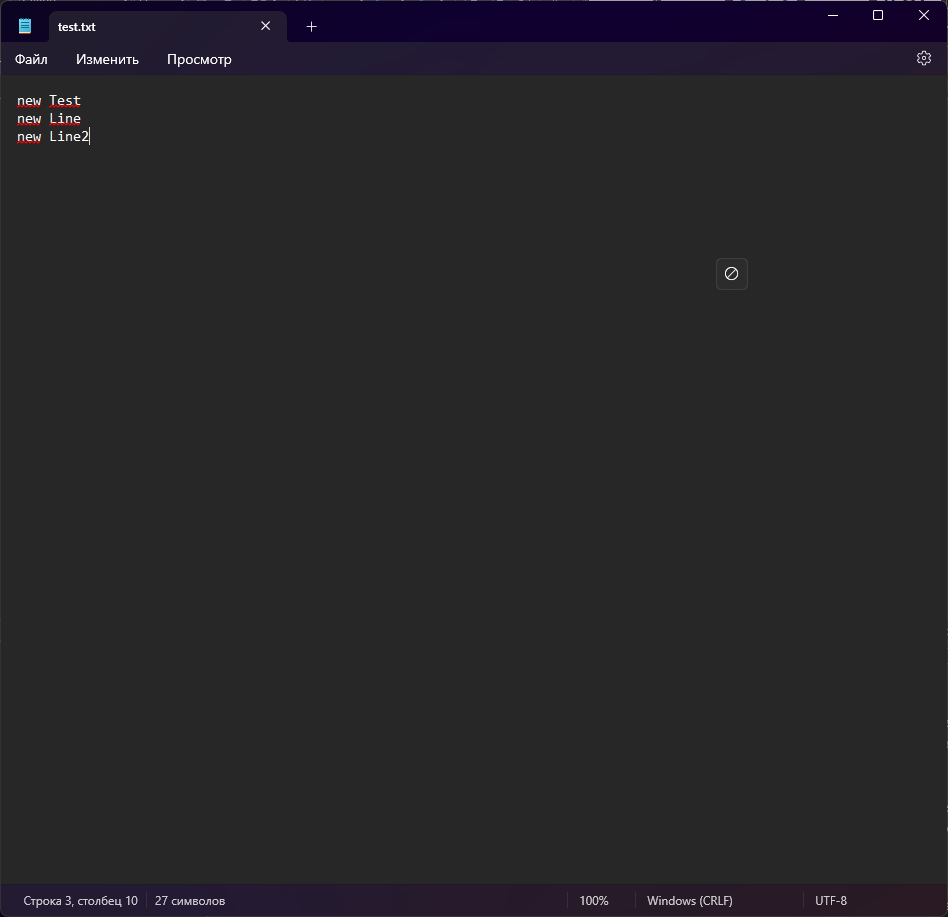 test.txt
Файл Изменить Просмотр
new Test
new Line
new Line2
Строка 3, столбец 10 27 символов 100% Windows (CRLF) UTF-8